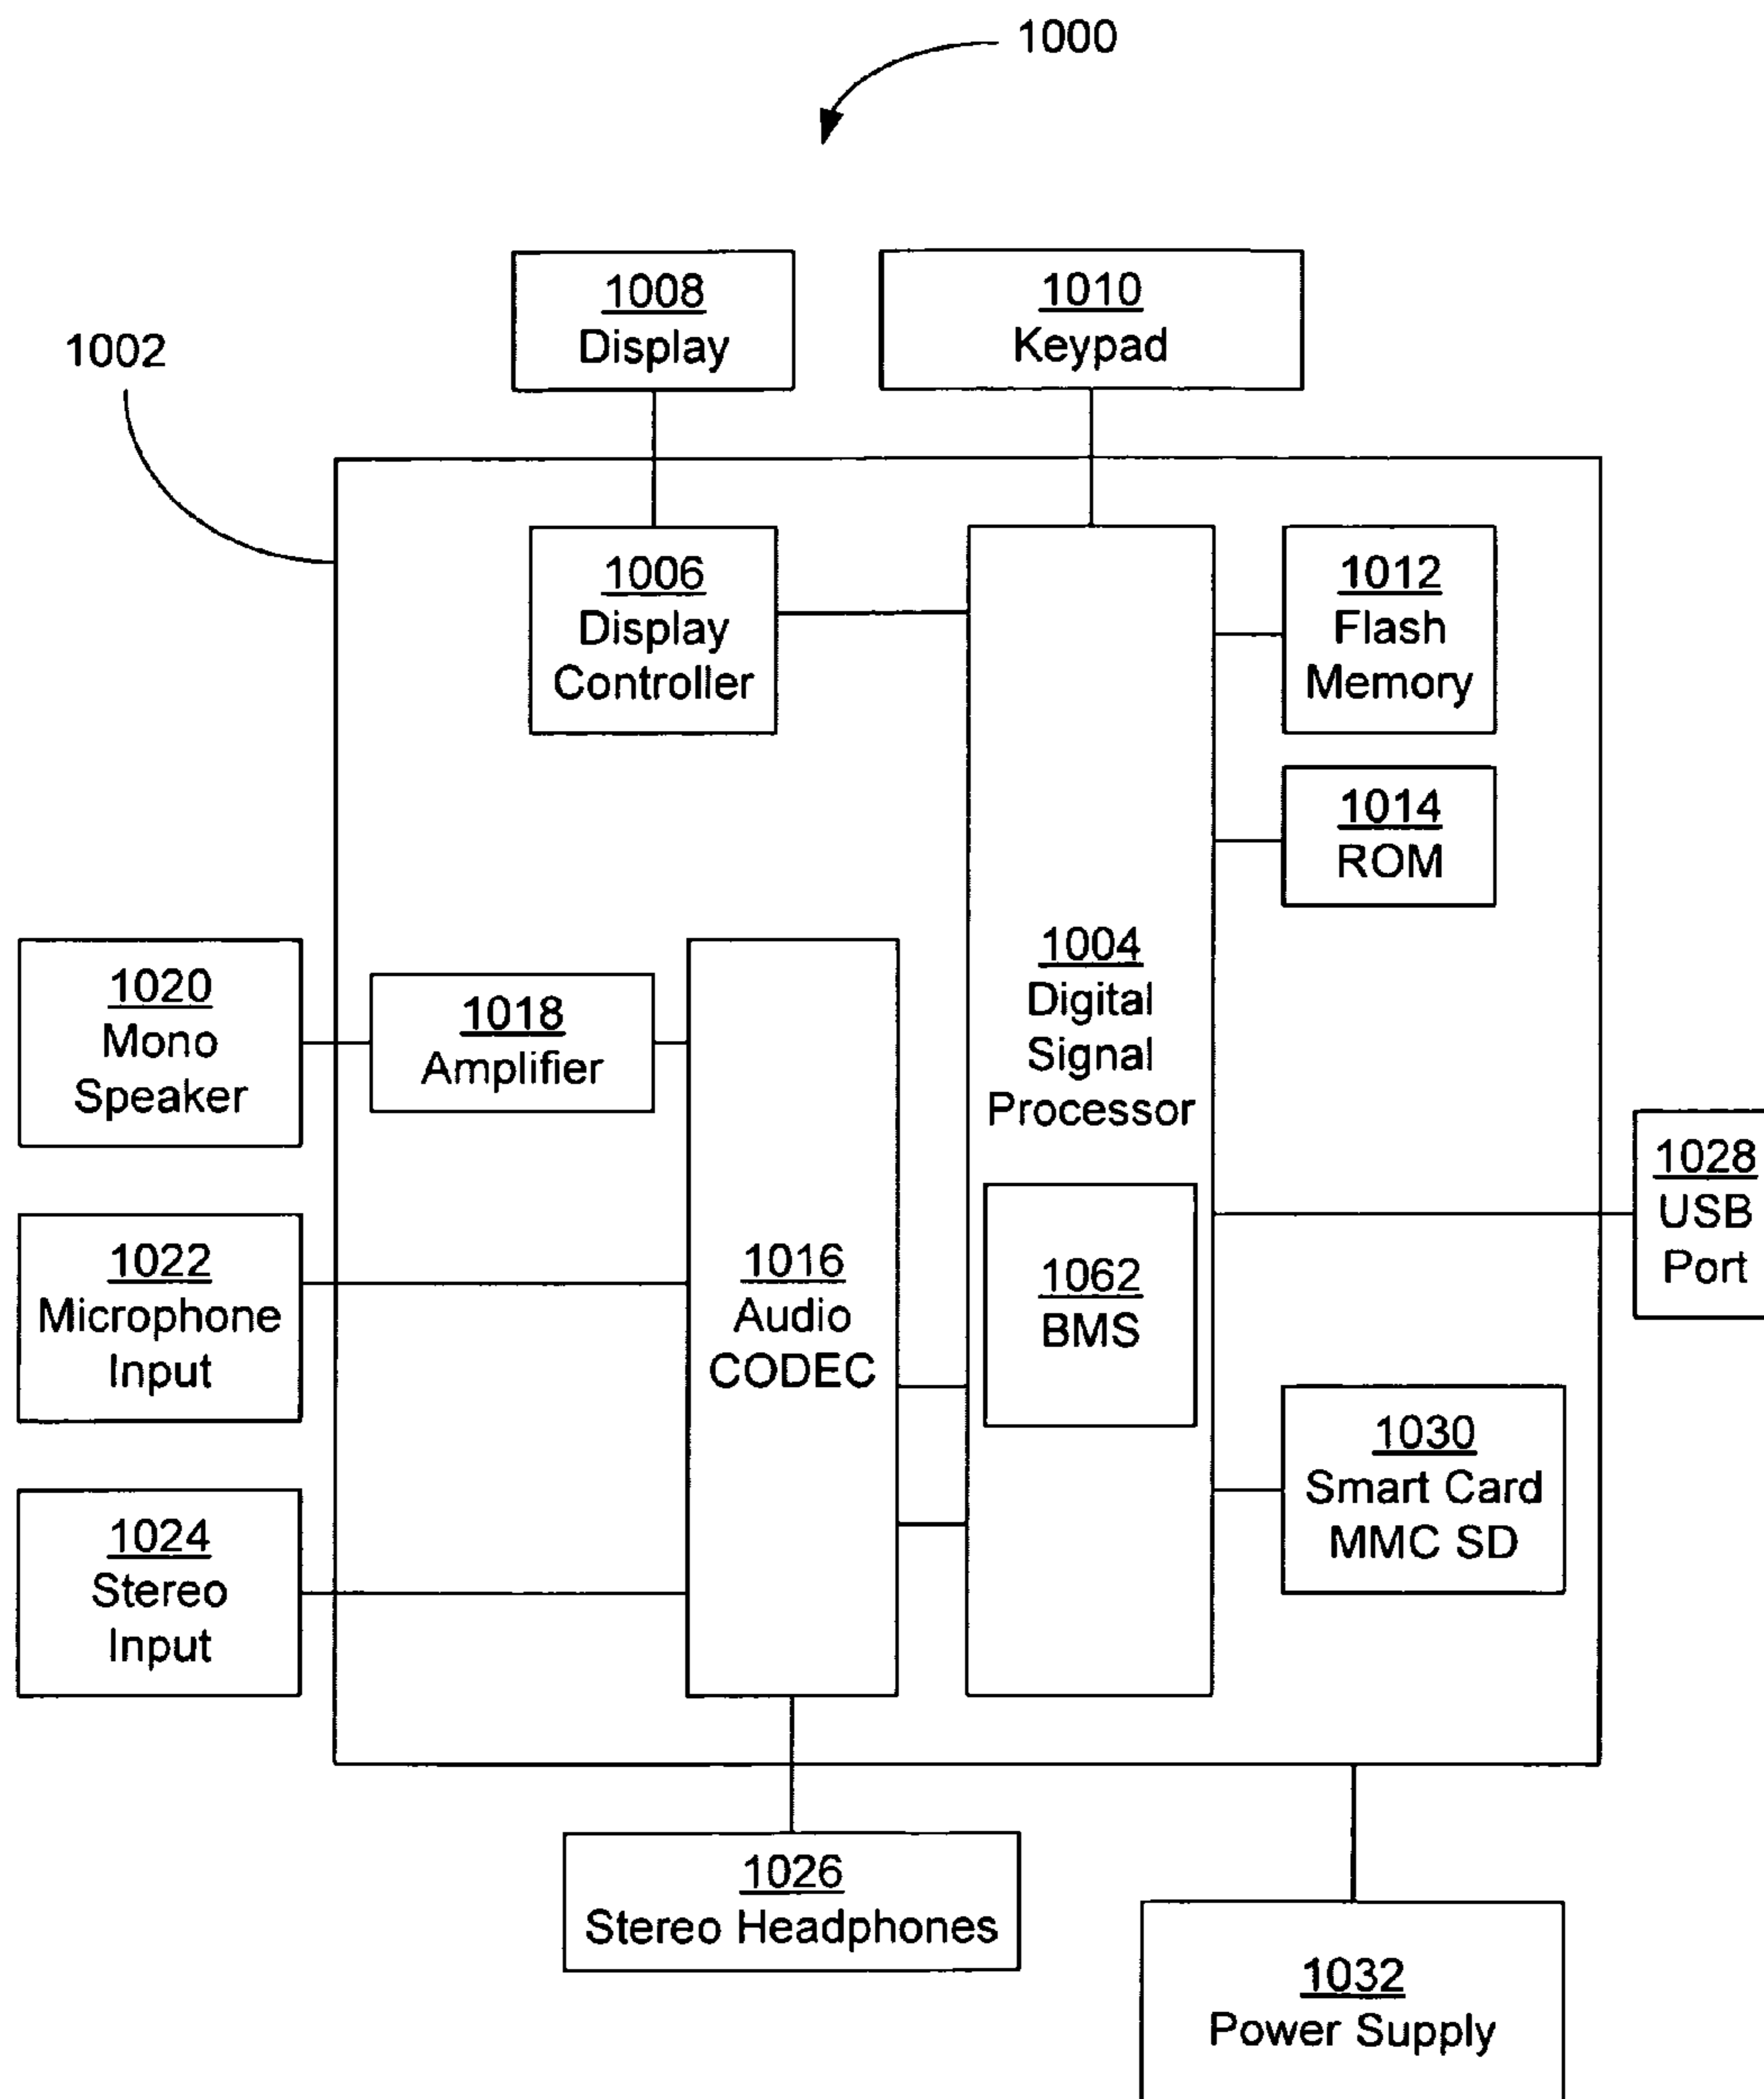 1000
1008
Display
1010
Keypad
1002
1006
Display
Controller
1012
Flash
Memory
1014
ROM
1004
Digital
Signal
Processor
1020
Mono
Speaker
1018
Amplifier
1028
USB
Port
1022
Microphone
Input
1016
Audio
CODEC
1062
BMS
1030
Smart Card
MMC SD
1024
Stereo
Input
1026
Stereo Headphones
1032
Power Supply